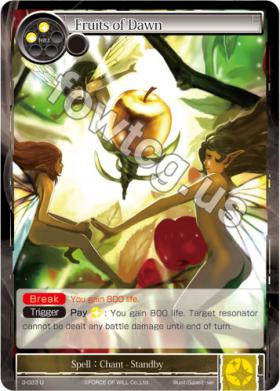 Fruits of Dawn
WILL
fowtcg.us
Break You gain 800 life.
Trigger Pay : You gain 800 life. Target resonator
cannot be dealt any battle damage until end of turn.
Spell : Chant - Standby
3-023 U
©FORCE OF WILL Co.,Ltd.